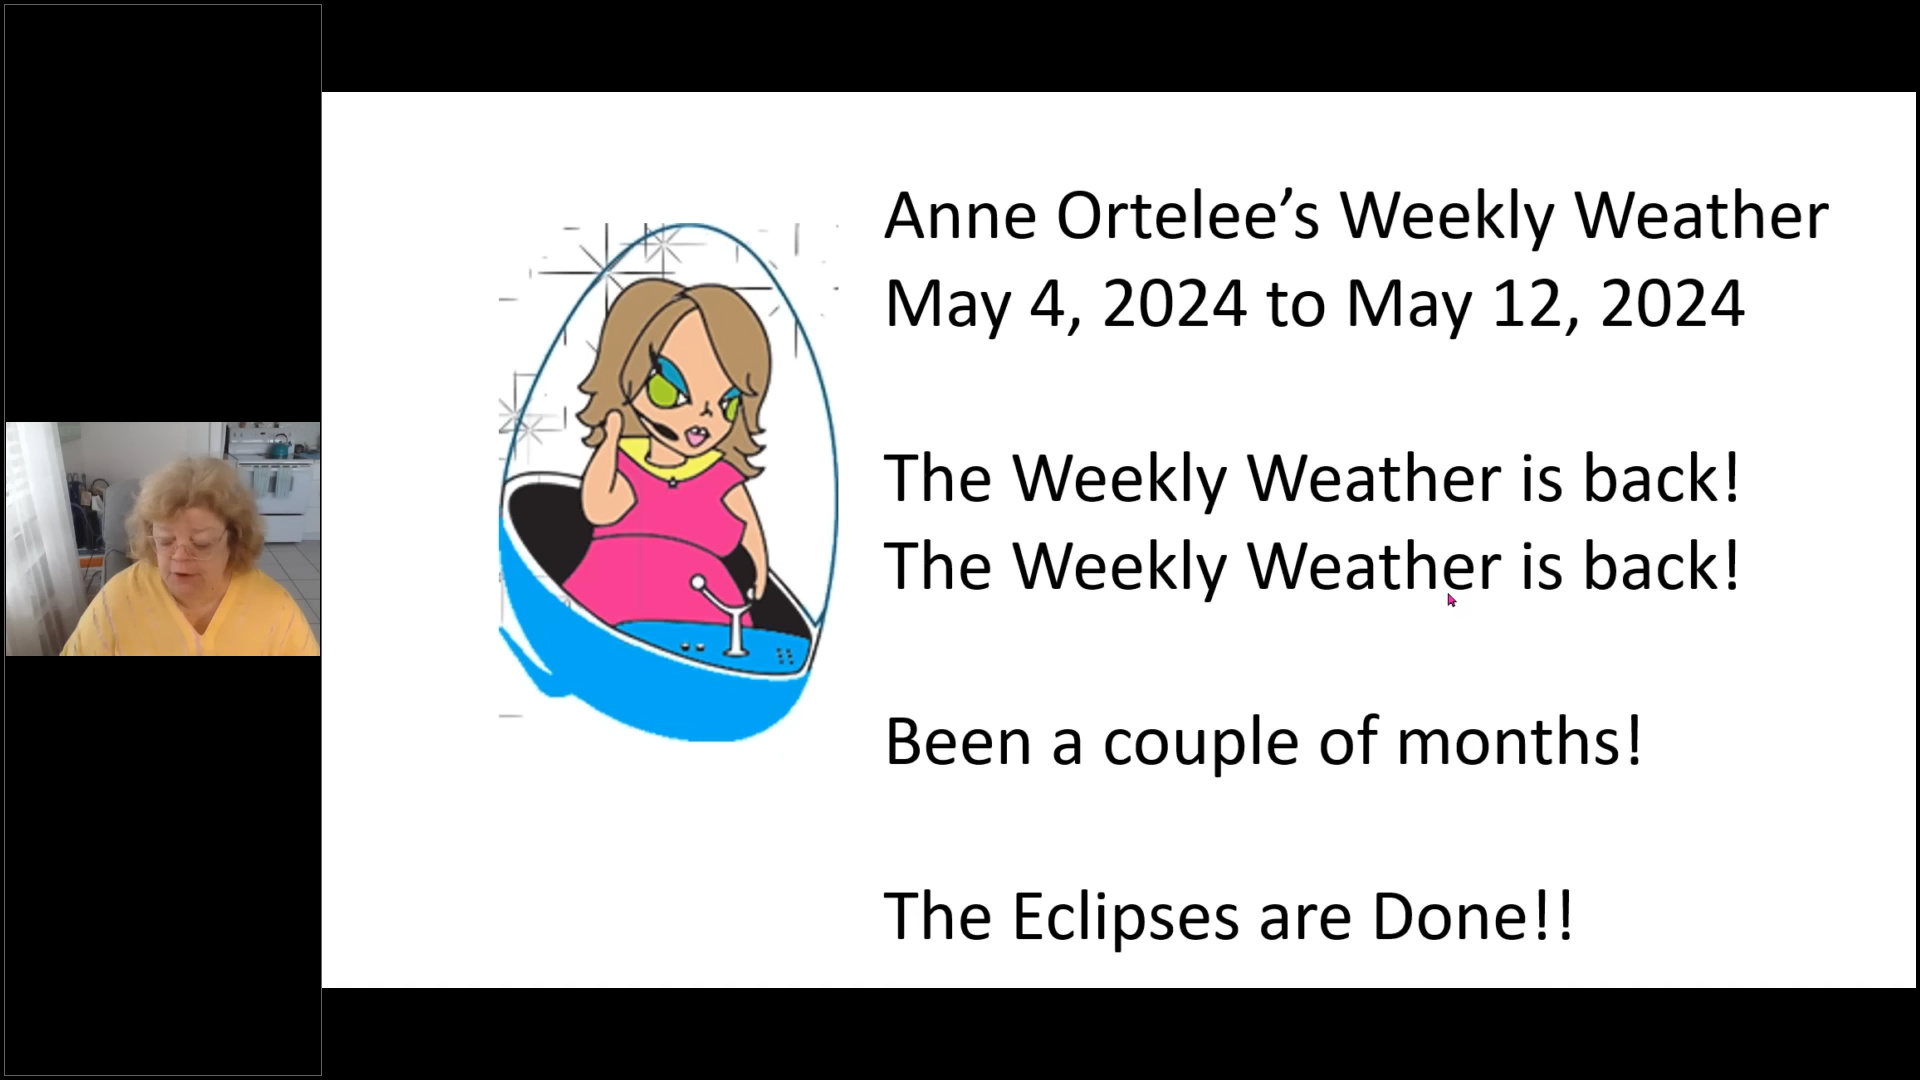 Anne Ortelee’s Weekly Weather
May 4, 2024 to May 12, 2024
The Weekly Weather is back!
The Weekly Weather is back!
Been a couple of months!
The Eclipses are Done!!